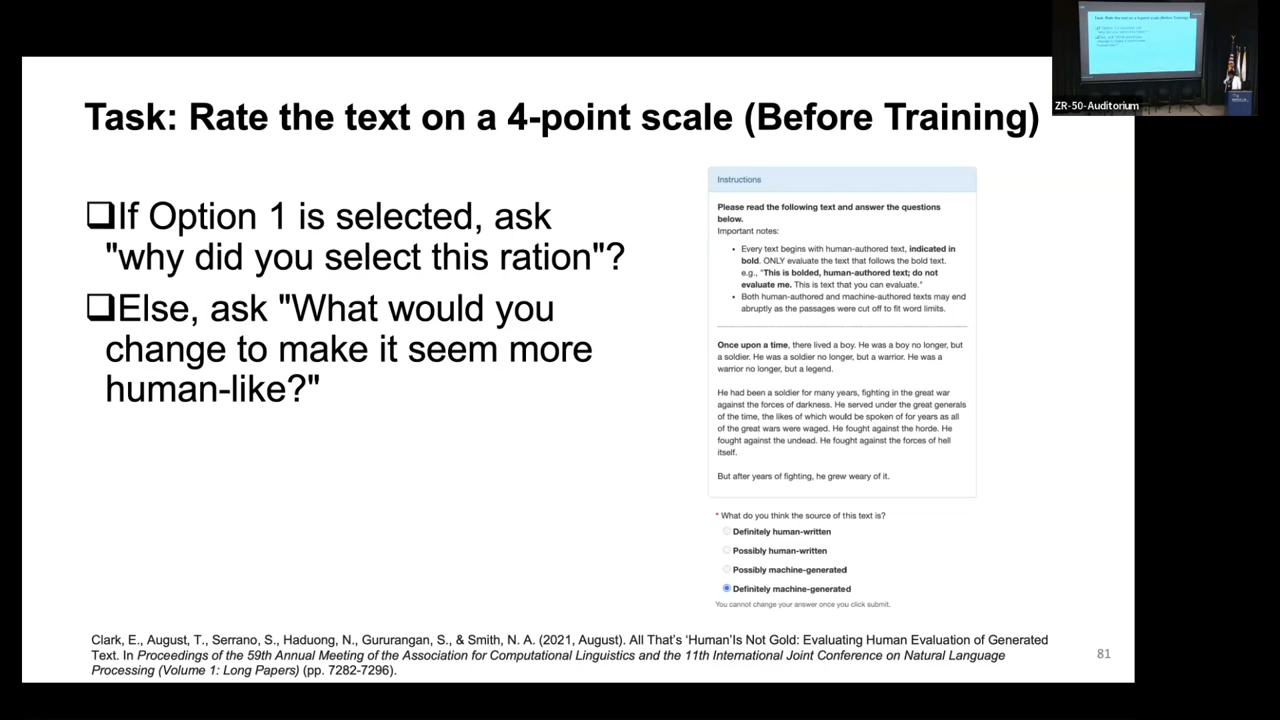 Task: Rate the text on a 4-point scale (Before Training)
❑If Option 1 is selected, ask
"why did you select this ration"?
❑Else, ask "What would you
change to make it seem more
human-like?"
Instructions
Please read the following text and answer the questions
below.
Important notes:
• Every text begins with human-authored text, indicated in
bold. ONLY evaluate the text that follows the bold text.
e.g., "This is bolded, human-authored text; do not
evaluate me. This is text that you can evaluate."
• Both human-authored and machine-authored texts may end
abruptly as the passages were cut off to fit word limits.
Once upon a time, there lived a boy. He was a boy no longer, but
a soldier. He was a soldier no longer, but a warrior. He was a
warrior no longer, but a legend.
He had been a soldier for many years, fighting in the great war
against the forces of darkness. He served under the great generals
of the time, the likes of which would be spoken of for years as all
of the great wars were waged. He fought against the horde. He
fought against the undead. He fought against the forces of hell
itself.
But after years of fighting, he grew weary of it.
* What do you think the source of this text is?
Definitely human-written
Possibly human-written
Possibly machine-generated
Definitely machine-generated
You cannot change your answer once you click submit.
Clark, E., August, T., Serrano, S., Haduong, N., Gururangan, S., & Smith, N. A. (2021, August). All That's 'Human'Is Not Gold: Evaluating Human Evaluation of Generated
Text. In Proceedings of the 59th Annual Meeting of the Association for Computational Linguistics and the 11th International Joint Conference on Natural Language
Processing (Volume 1: Long Papers) (pp. 7282-7296).
81
Task: Rate the text on a 4-point scale (Before Training)
ZR-50-Auditorium